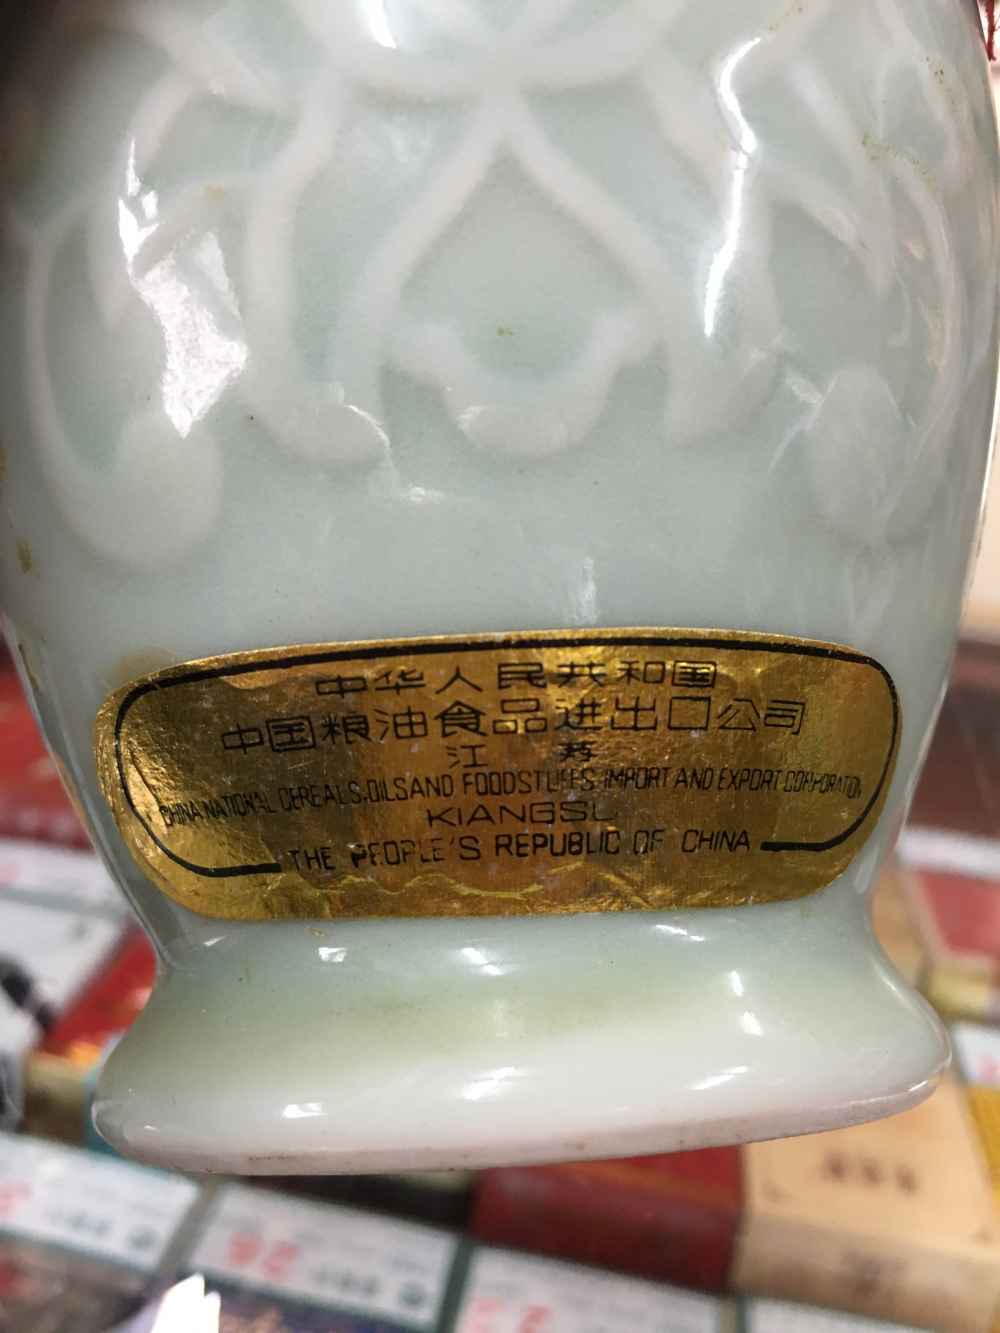 中华人民共和国
中国粮油食品进出口公司
江 苏
CHINA NATIONAL CEREALS,OILSAND FOODSTUFFS IMPORT AND EXPORT CORPORATION
KIANGSU
THE PEOPLE'S REPUBLIC OF CHINA